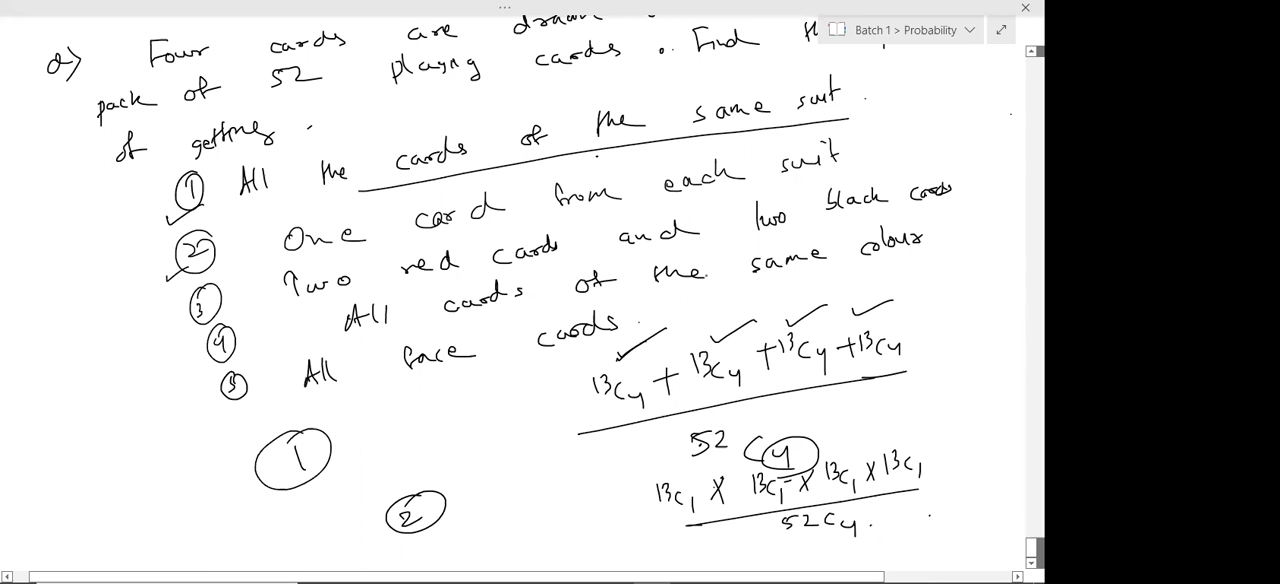 Batch 1 > Probability
Q) Four cards are drawn
pack of 52 playing cards. Find th
of getting.
① All the cards of the same suit.
② One card from each suit
③ Two red cards and two black cards
④ All cards of the same colour
⑤ All face cards.
13C4 + 13C4 + 13C4 + 13C4
①
52C4
13C1 X 13C1 X 13C1 X 13C1
②
52C4.